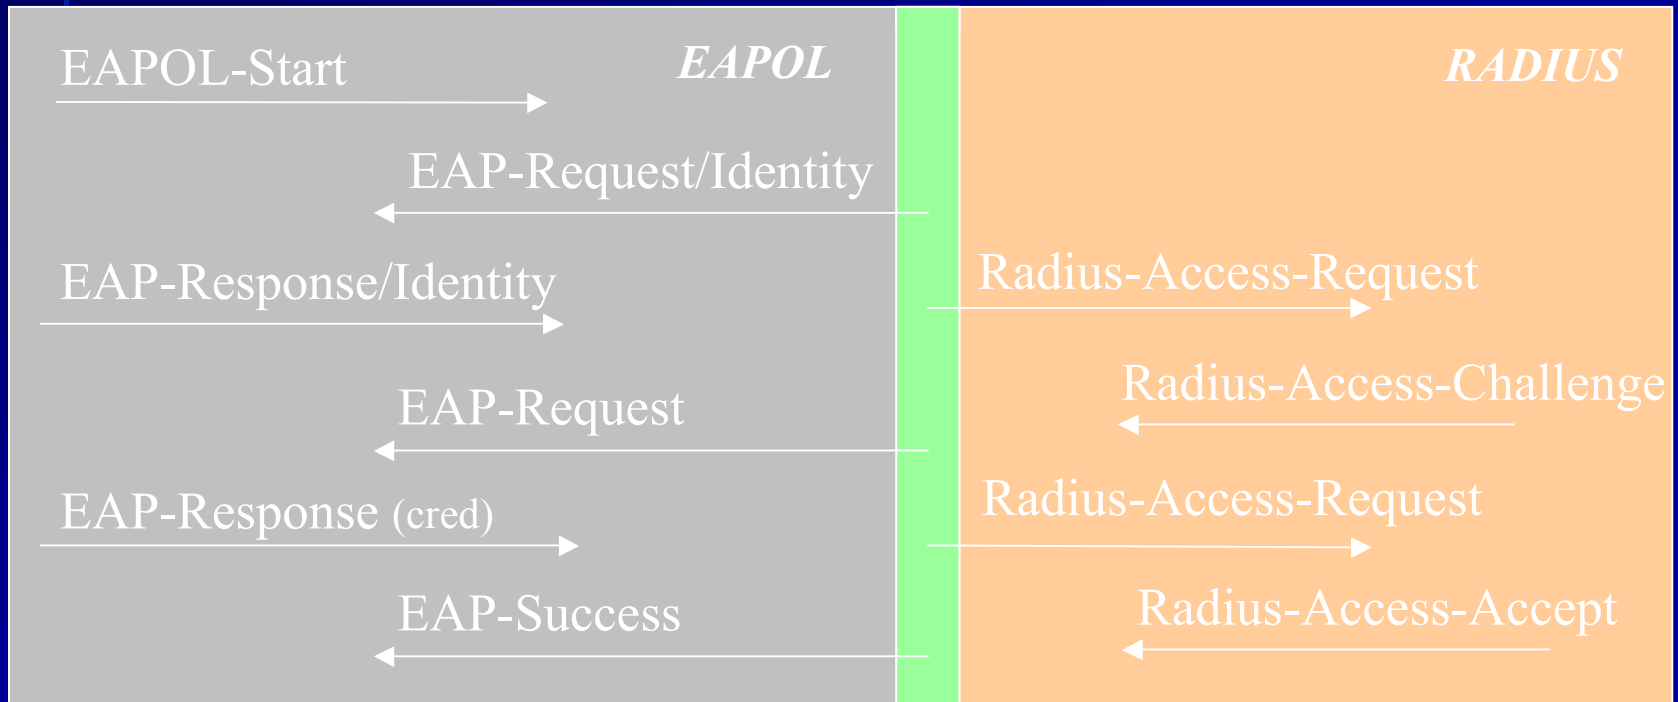 EAPOL-Start
EAPOL
RADIUS
EAP-Request/Identity
EAP-Response/Identity
Radius-Access-Request
EAP-Request
Radius-Access-Challenge
EAP-Response (cred)
Radius-Access-Request
EAP-Success
Radius-Access-Accept